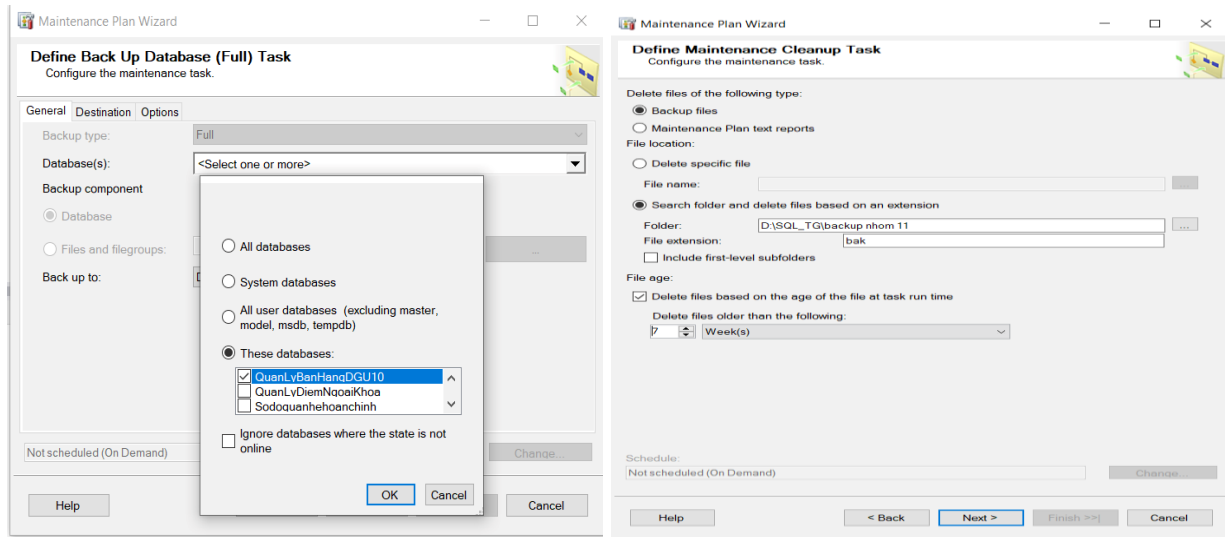 Maintenance Plan Wizard
Define Back Up Database (Full) Task
Configure the maintenance task.
General Destination Options
Backup type: Full
Database(s): <Select one or more>
Backup component
Database
Files and filegroups: ...
Back up to: D
All databases
System databases
All user databases (excluding master,
model, msdb, tempdb)
These databases:
QuanLyBanHangDGU10
QuanLyDiemNgoaiKhoa
Sodoquanhehoanchinh
Ignore databases where the state is not
online
OK Cancel
Not scheduled (On Demand) Change...
Help Cancel
Maintenance Plan Wizard
Define Maintenance Cleanup Task
Configure the maintenance task.
Delete files of the following type:
Backup files
Maintenance Plan text reports
File location:
Delete specific file
File name: ...
Search folder and delete files based on an extension
Folder: D:\SQL_TG\backup nhom 11 ...
File extension: bak
Include first-level subfolders
File age:
Delete files based on the age of the file at task run time
Delete files older than the following:
7 Week(s)
Schedule:
Not scheduled (On Demand) Change...
Help < Back Next > Finish >>| Cancel